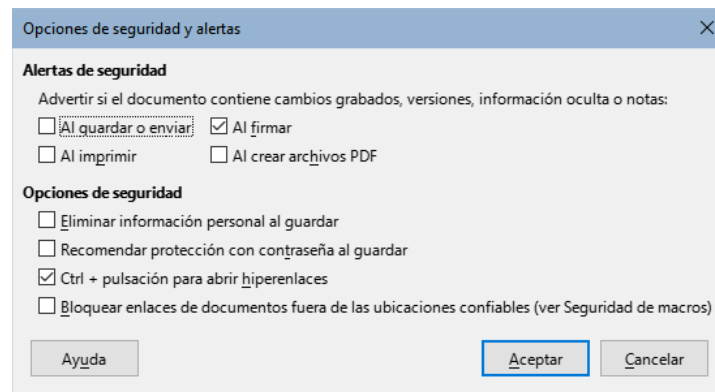 Opciones de seguridad y alertas
Alertas de seguridad
Advertir si el documento contiene cambios grabados, versiones, información oculta o notas:
Al guardar o enviar Al firmar
Al imprimir Al crear archivos PDF
Opciones de seguridad
Eliminar información personal al guardar
Recomendar protección con contraseña al guardar
Ctrl + pulsación para abrir hiperenlaces
Bloquear enlaces de documentos fuera de las ubicaciones confiables (ver Seguridad de macros)
Ayuda Aceptar Cancelar